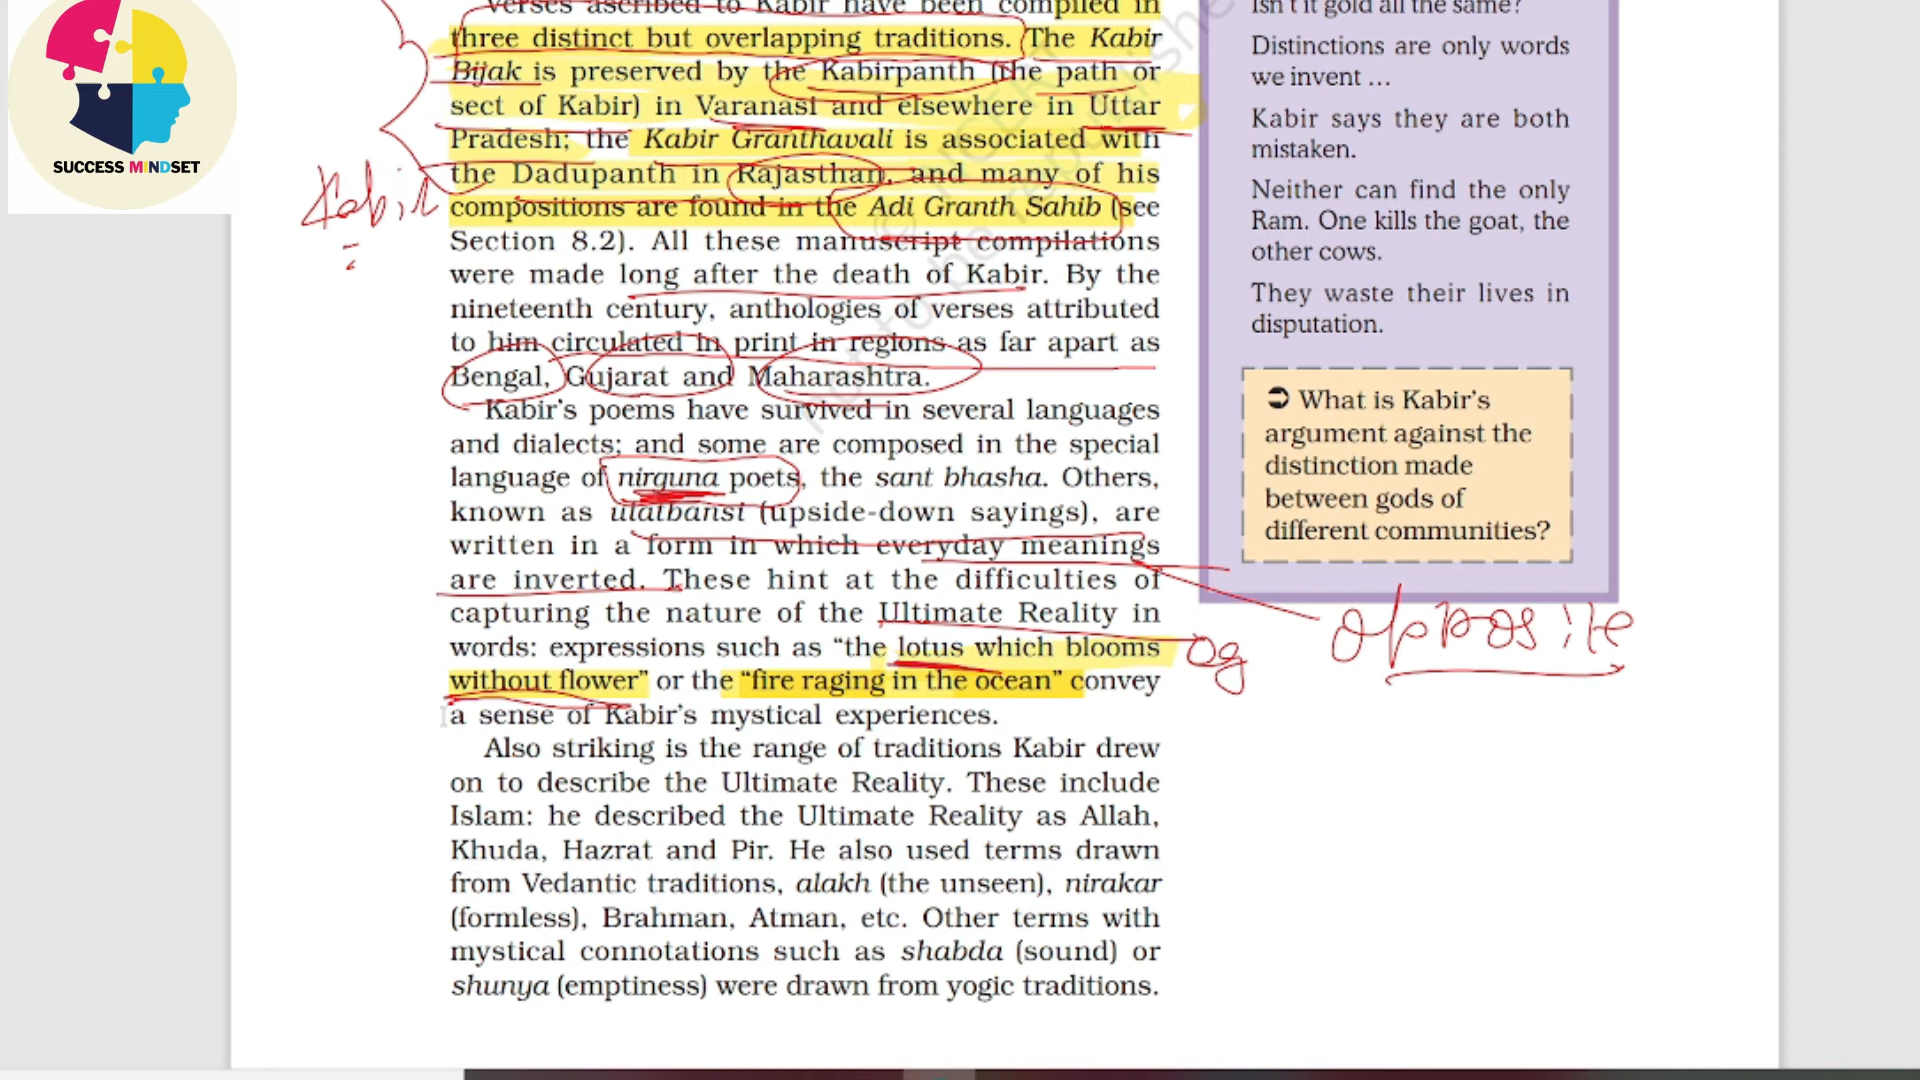 SUCCESS MINDSET
Verses ascribed to Kabir have been compiled in
three distinct but overlapping traditions. The Kabir
Bijak is preserved by the Kabirpanth (the path or
sect of Kabir) in Varanasi and elsewhere in Uttar
Pradesh; the Kabir Granthavali is associated with
the Dadupanth in Rajasthan, and many of his
compositions are found in the Adi Granth Sahib (see
Section 8.2). All these manuscript compilations
were made long after the death of Kabir. By the
nineteenth century, anthologies of verses attributed
to him circulated in print in regions as far apart as
Bengal, Gujarat and Maharashtra.
Kabir’s poems have survived in several languages
and dialects; and some are composed in the special
language of nirguna poets, the sant bhasha. Others,
known as ulatbansi (upside-down sayings), are
written in a form in which everyday meanings
are inverted. These hint at the difficulties of
capturing the nature of the Ultimate Reality in
words: expressions such as “the lotus which blooms
without flower” or the “fire raging in the ocean” convey
a sense of Kabir’s mystical experiences.
Also striking is the range of traditions Kabir drew
on to describe the Ultimate Reality. These include
Islam: he described the Ultimate Reality as Allah,
Khuda, Hazrat and Pir. He also used terms drawn
from Vedantic traditions, alakh (the unseen), nirakar
(formless), Brahman, Atman, etc. Other terms with
mystical connotations such as shabda (sound) or
shunya (emptiness) were drawn from yogic traditions.
Kabir
Isn’t it gold all the same?
Distinctions are only words
we invent ...
Kabir says they are both
mistaken.
Neither can find the only
Ram. One kills the goat, the
other cows.
They waste their lives in
disputation.
What is Kabir’s
argument against the
distinction made
between gods of
different communities?
opposite